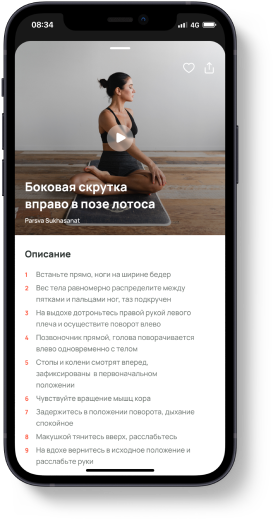 08:34
4G
Боковая скрутка
вправо в позе лотоса
Parsva Sukhasanat
Описание
1 Встаньте прямо, ноги на ширине бедер
2 Вес тела равномерно распределите между
пятками и пальцами ног, таз подкручен
3 На выдохе дотроньтесь правой рукой левого
плеча и осуществите поворот влево
4 Позвоночник прямой, голова поворачивается
влево одновременно с телом
5 Стопы и колени смотрят вперед,
зафиксированы в первоначальном
положении
6 Чувствуйте вращение мышц кора
7 Задержитесь в положении поворота, дыхание
спокойное
8 Макушкой тянитесь вверх, расслабьтесь
9 На вдохе вернитесь в исходное положение и
расслабьте руки